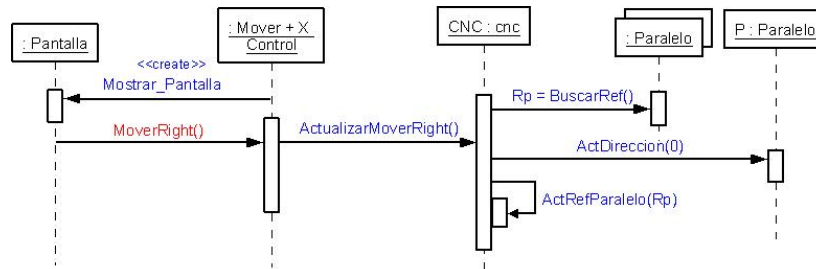 : Pantalla
: Mover + X
Control
CNC : cnc
: Paralelo
P : Paralelo
<<create>>
Mostrar_Pantalla
Rp = BuscarRef()
MoverRight()
ActualizarMoverRight()
ActDireccion(0)
ActRefParalelo(Rp)